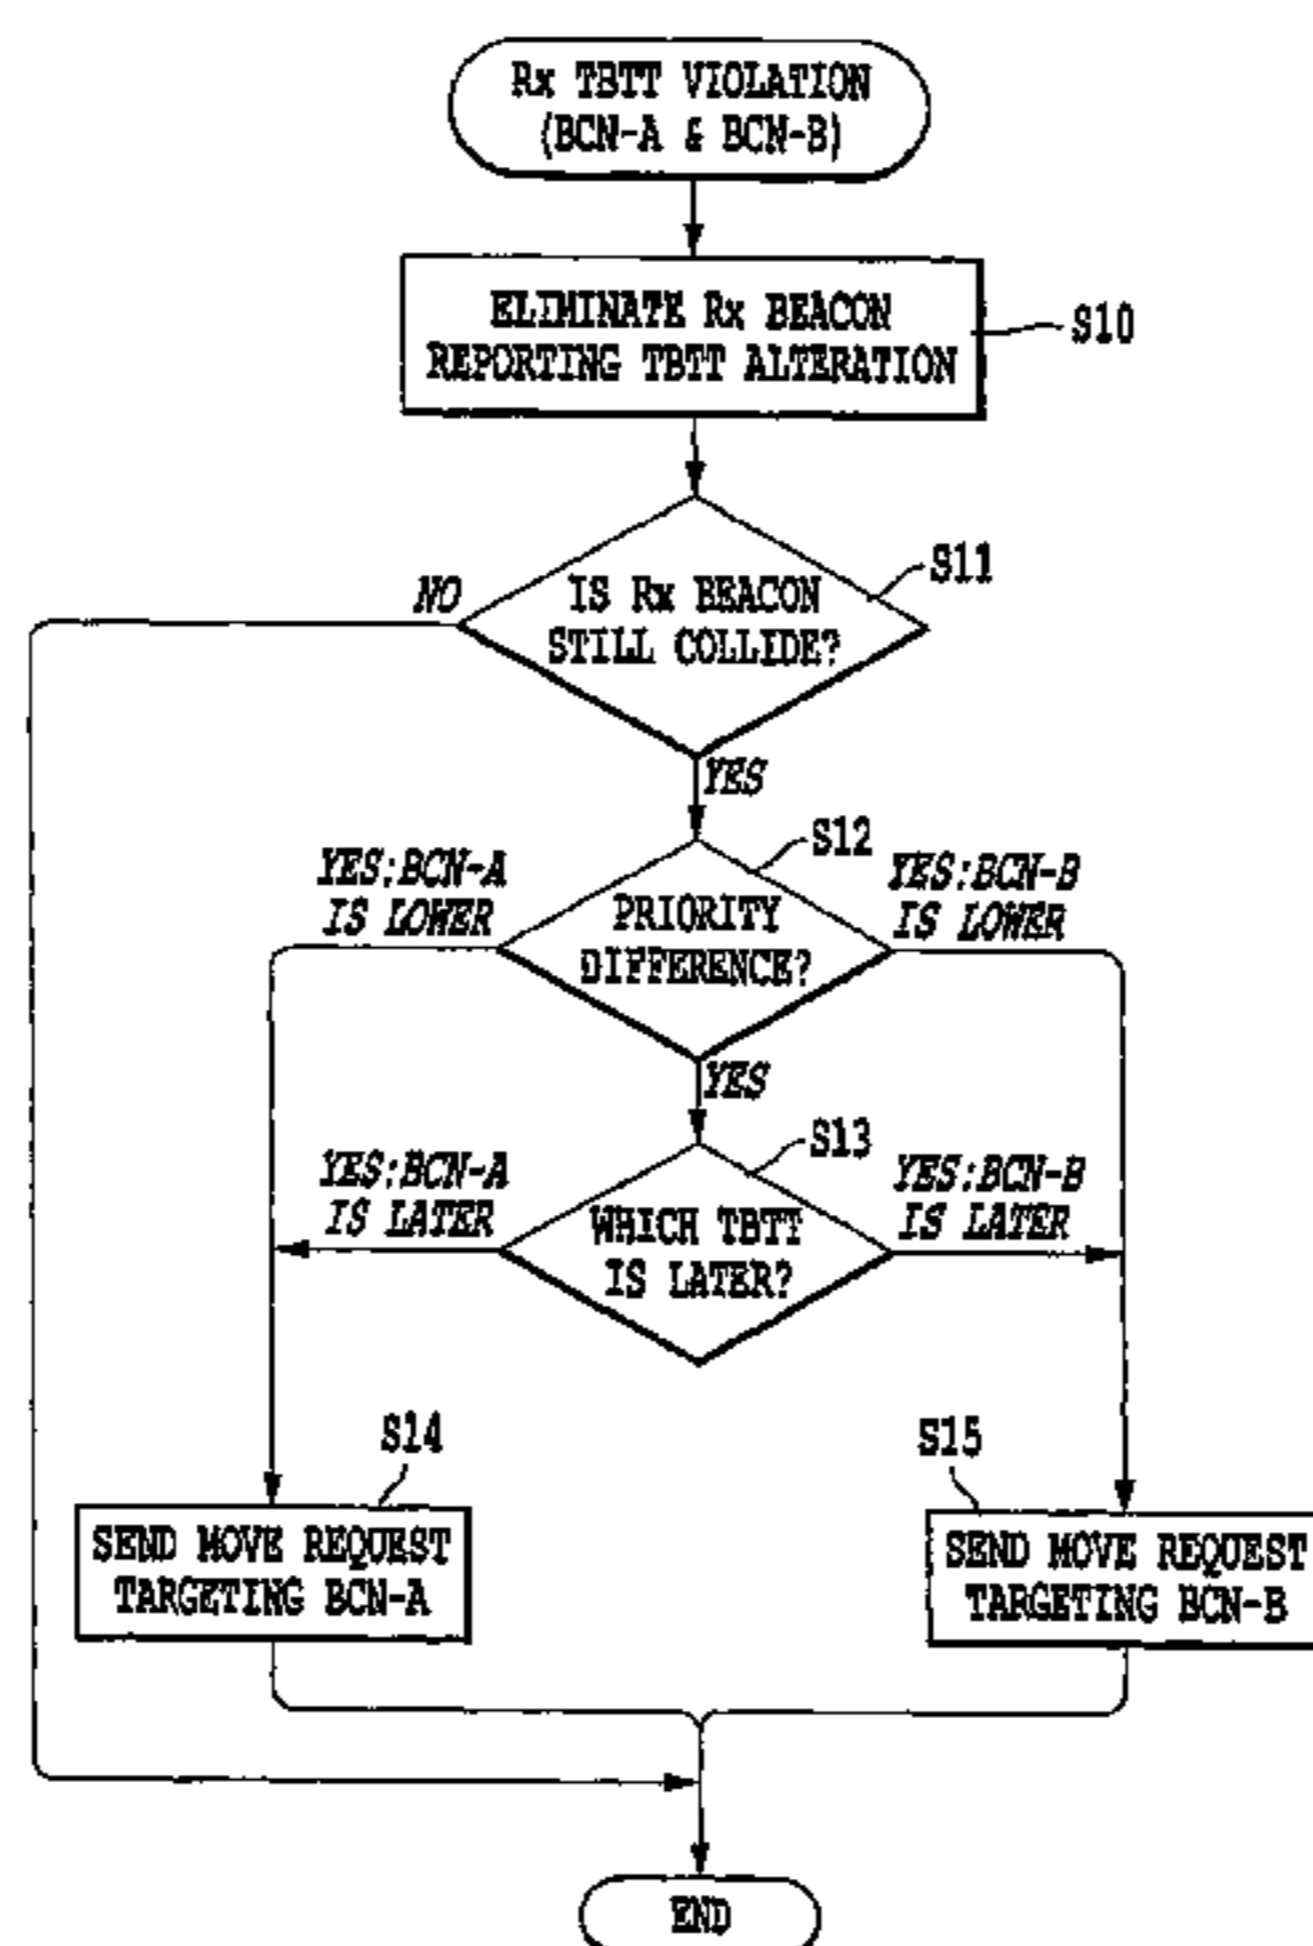 Rx TBTT VIOLATION
(BCN-A & BCN-B)
ELIMINATE Rx BEACON
REPORTING TBTT ALTERATION
S10
S11
NO
IS Rx BEACON
STILL COLLIDE?
YES
S12
YES:BCN-A
IS LOWER
YES:BCN-B
IS LOWER
PRIORITY
DIFFERENCE?
YES
S13
YES:BCN-A
IS LATER
YES:BCN-B
IS LATER
WHICH TBTT
IS LATER?
S14
S15
SEND MOVE REQUEST
TARGETING BCN-A
SEND MOVE REQUEST
TARGETING BCN-B
END